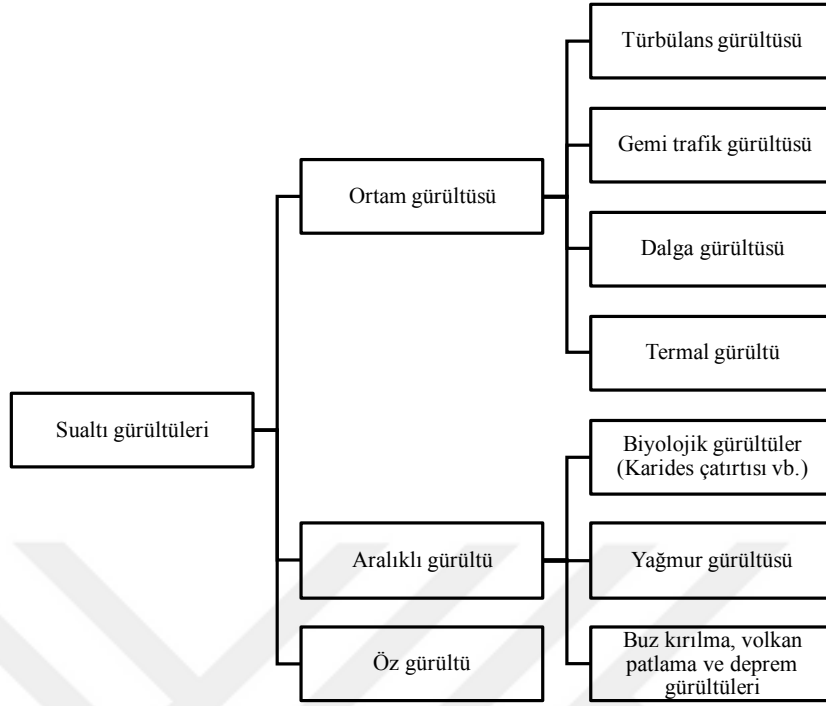 Türbülans gürültüsü
Gemi trafik gürültüsü
Ortam gürültüsü
Dalga gürültüsü
Termal gürültü
Sualtı gürültüleri
Biyolojik gürültüler
(Karides çatırtısı vb.)
Aralıklı gürültü
Yağmur gürültüsü
Öz gürültü
Buz kırılma, volkan
patlama ve deprem
gürültüleri